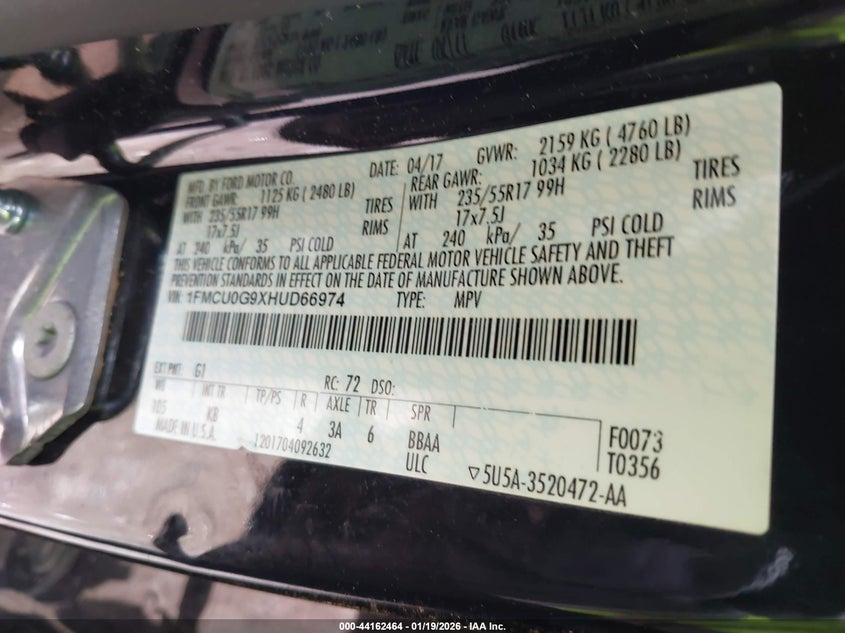 MFD. BY FORD MOTOR CO. DATE: 04/17 GVWR: 2159 KG ( 4760 LB)
FRONT GAWR: 1125 KG ( 2480 LB) REAR GAWR: 1034 KG ( 2280 LB)
WITH 235/55R17 99H TIRES WITH 235/55R17 99H TIRES
17x7.5J RIMS 17x7.5J RIMS
AT 240 kPa/ 35 PSI COLD AT 240 kPa/ 35 PSI COLD
THIS VEHICLE CONFORMS TO ALL APPLICABLE FEDERAL MOTOR VEHICLE SAFETY AND THEFT
PREVENTION STANDARDS IN EFFECT ON THE DATE OF MANUFACTURE SHOWN ABOVE.
VIN: 1FMCU0G9XHUD66974 TYPE: MPV
EXT PNT: G1 RC: 72 DSO:
WB INT TR TP/PS R AXLE TR SPR
105 KB 4 3A 6 BBAA F0073
MADE IN U.S.A. 1201704092632 ULC T0356
▽5U5A-3520472-AA
000-44162464 - 01/19/2026 - IAA Inc.